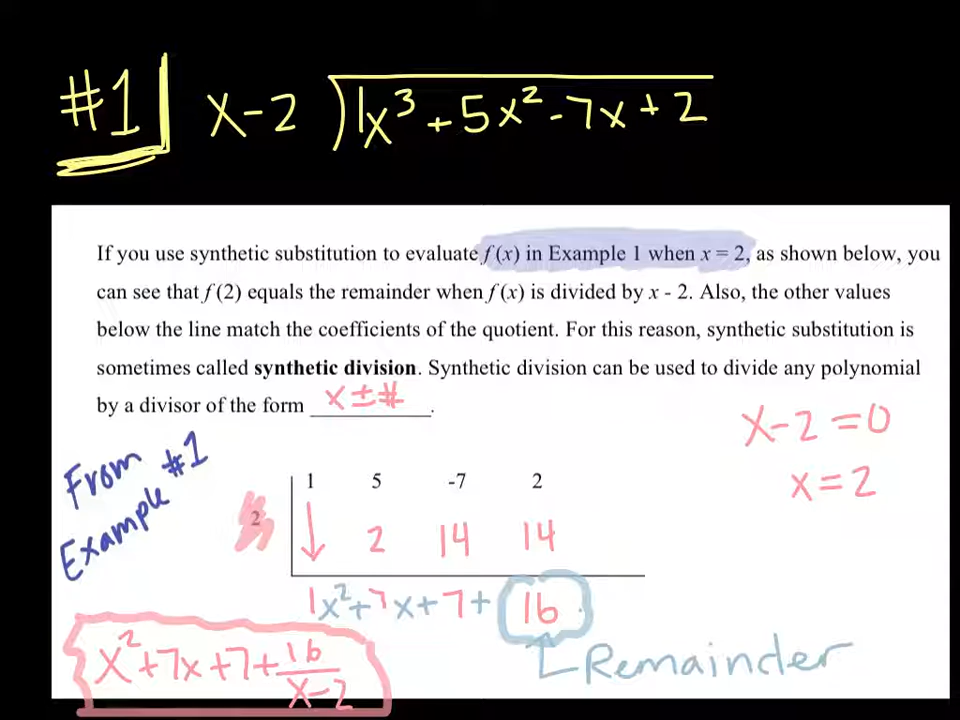 #1 x-2 ) 1x³ + 5x² - 7x + 2
If you use synthetic substitution to evaluate f (x) in Example 1 when x = 2, as shown below, you
can see that f (2) equals the remainder when f (x) is divided by x - 2. Also, the other values
below the line match the coefficients of the quotient. For this reason, synthetic substitution is
sometimes called synthetic division. Synthetic division can be used to divide any polynomial
by a divisor of the form x ± # .
x-2 = 0
x = 2
From
Example #1
1 5 -7 2
2
2 14 14
1x² + 7x + 7 + 16
Remainder
x² + 7x + 7 + 16/(x-2)